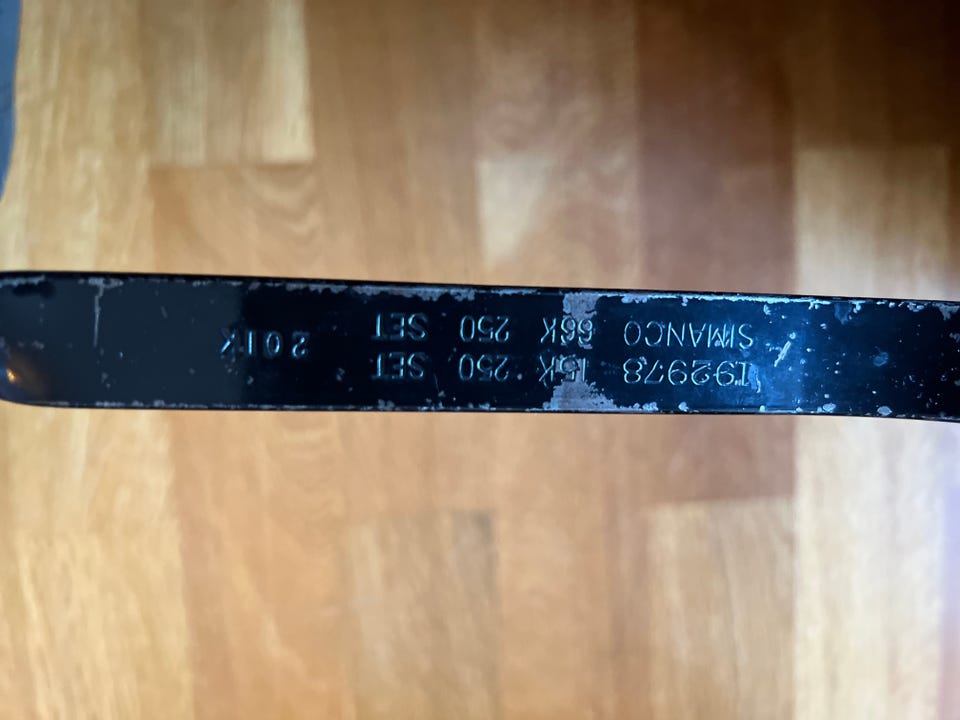 192978 15K 250 SET
SIMANCO 66K 250 SET
201K